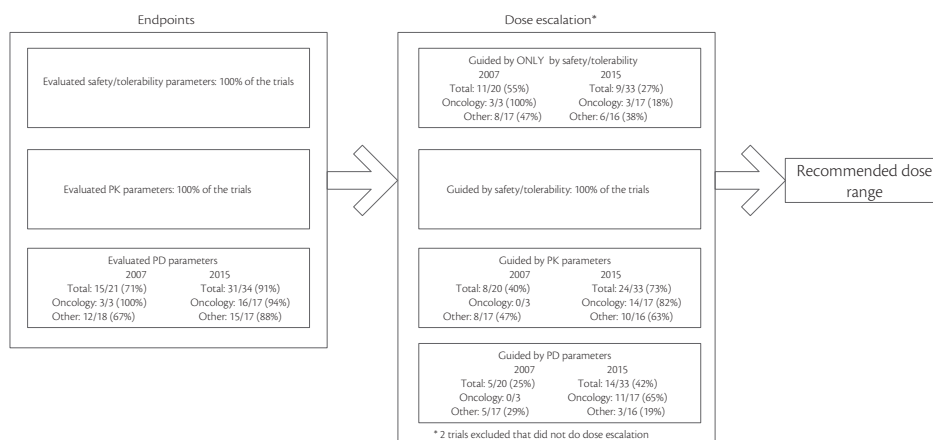 Endpoints
Evaluated safety/tolerability parameters: 100% of the trials
Evaluated PK parameters: 100% of the trials
Evaluated PD parameters
2007 2015
Total: 15/21 (71%) Total: 31/34 (91%)
Oncology: 3/3 (100%) Oncology: 16/17 (94%)
Other: 12/18 (67%) Other: 15/17 (88%)
Dose escalation*
Guided by ONLY by safety/tolerability
2007 2015
Total: 11/20 (55%) Total: 9/33 (27%)
Oncology: 3/3 (100%) Oncology: 3/17 (18%)
Other: 8/17 (47%) Other: 6/16 (38%)
Guided by safety/tolerability: 100% of the trials
Guided by PK parameters
2007 2015
Total: 8/20 (40%) Total: 24/33 (73%)
Oncology: 0/3 Oncology: 14/17 (82%)
Other: 8/17 (47%) Other: 10/16 (63%)
Guided by PD parameters
2007 2015
Total: 5/20 (25%) Total: 14/33 (42%)
Oncology: 0/3 Oncology: 11/17 (65%)
Other: 5/17 (29%) Other: 3/16 (19%)
* 2 trials excluded that did not do dose escalation
Recommended dose
range